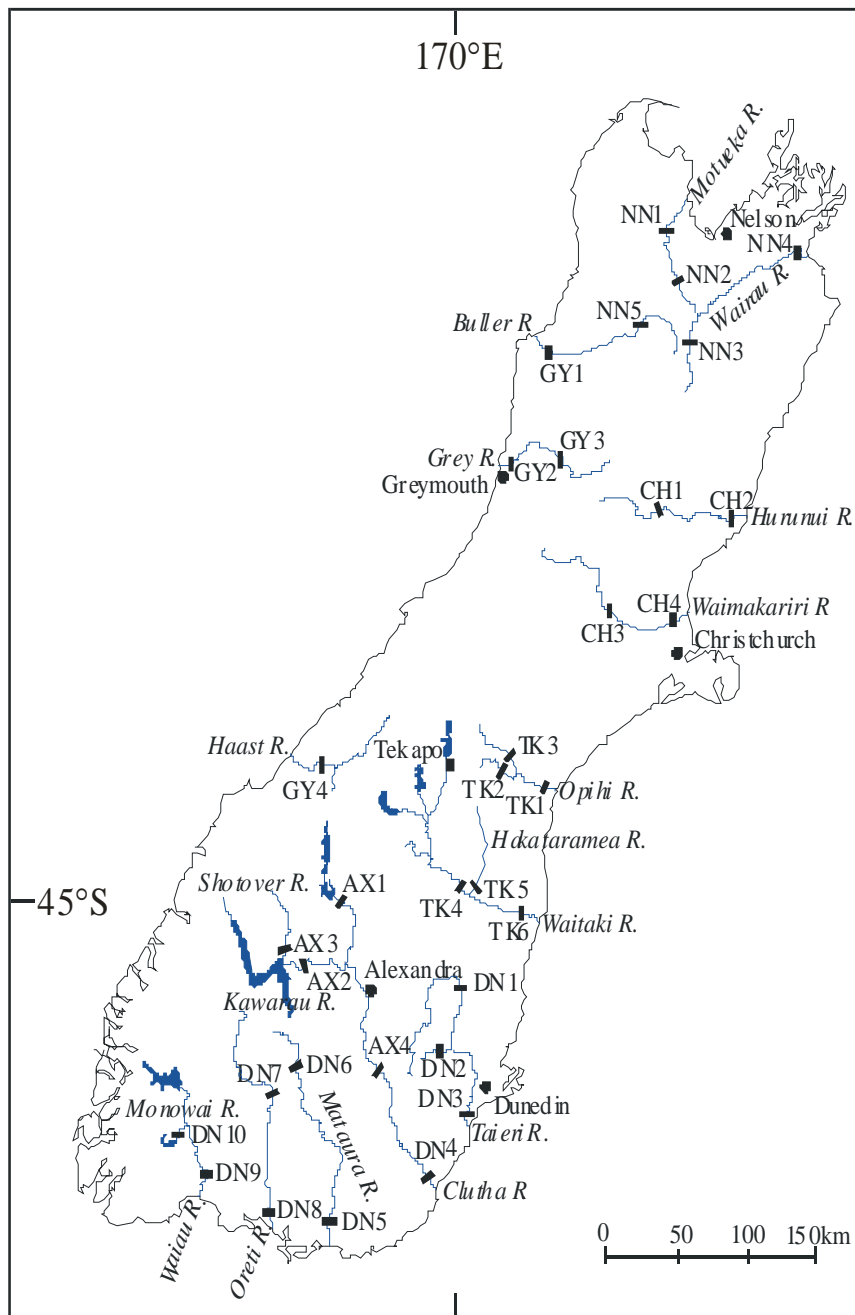 170°E
Motueka R.
NN1
Nelson
NN4
NN2
Wairau R.
NN5
Buller R
NN3
GY1
GY3
Grey R.
GY2
Greymouth
CH1
CH2
Hurunui R.
CH4
Waimakariri R
CH3
Christchurch
Haast R.
Tekapo
TK3
GY4
TK2
TK1
Opihi R.
Hakataramea R.
Shotover R.
AX1
45°S
TK4
TK5
TK6
Waitaki R.
AX3
Alexandra
AX2
DN1
Kawarau R.
AX4
DN2
DN6
DN7
DN3
Dunedin
Monowai R.
Mataura R.
Taieri R.
DN10
DN4
DN9
Clutha R
Waiau R.
Oreti R.
DN8
DN5
0 50 100 150km